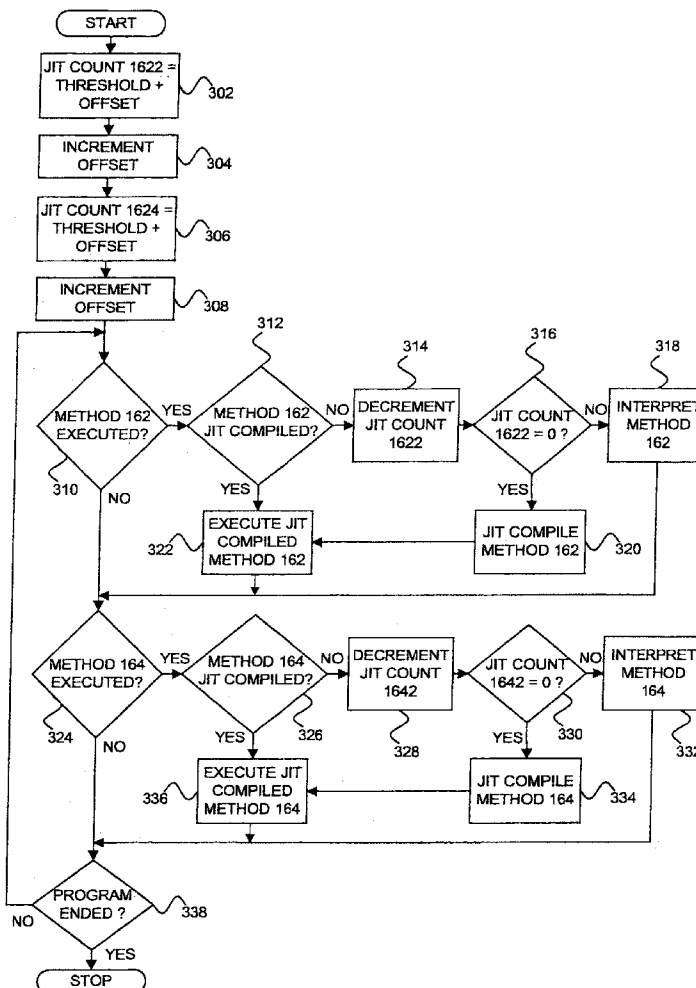 START
JIT COUNT 1622 =
THRESHOLD +
OFFSET
302
INCREMENT
OFFSET
304
JIT COUNT 1624 =
THRESHOLD +
OFFSET
306
INCREMENT
OFFSET
308
312
314
316
318
METHOD 162
EXECUTED?
YES
METHOD 162
JIT COMPILED?
NO
DECREMENT
JIT COUNT
1622
JIT COUNT
1622 = 0 ?
NO
INTERPRET
METHOD
162
310
NO
YES
YES
322
EXECUTE JIT
COMPILED
METHOD 162
JIT COMPILE
METHOD 162
320
METHOD 164
EXECUTED?
YES
METHOD 164
JIT COMPILED?
NO
DECREMENT
JIT COUNT
1642
JIT COUNT
1642 = 0 ?
NO
INTERPRET
METHOD
164
324
NO
YES
326
328
YES
330
332
336
EXECUTE JIT
COMPILED
METHOD 164
JIT COMPILE
METHOD 164
334
PROGRAM
ENDED ?
338
NO
YES
STOP